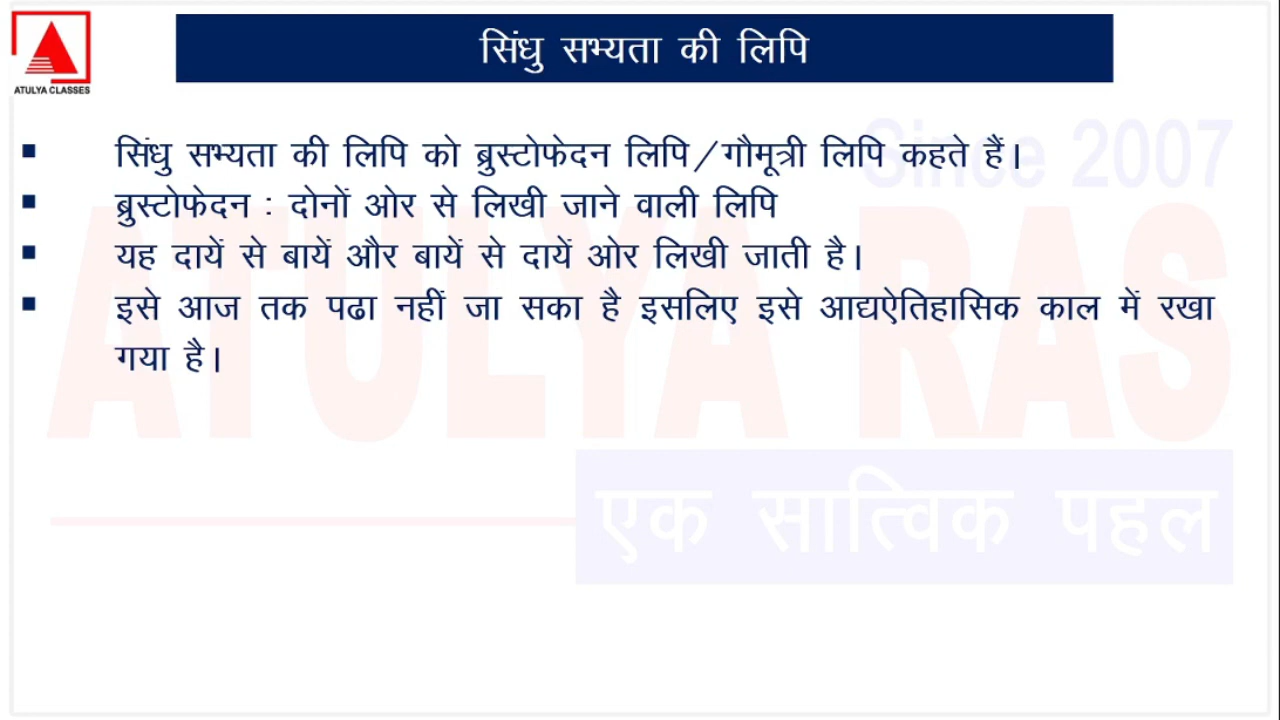 ATULYA CLASSES
सिंधु सभ्यता की लिपि
Since 2007
सिंधु सभ्यता की लिपि को ब्रुस्टोफेदन लिपि/गौमूत्री लिपि कहते हैं।
ब्रुस्टोफेदन : दोनों ओर से लिखी जाने वाली लिपि
यह दायें से बायें और बायें से दायें ओर लिखी जाती है।
इसे आज तक पढा नहीं जा सका है इसलिए इसे आद्यऐतिहासिक काल में रखा
गया है।
ATULYA RAS
एक सात्विक पहल